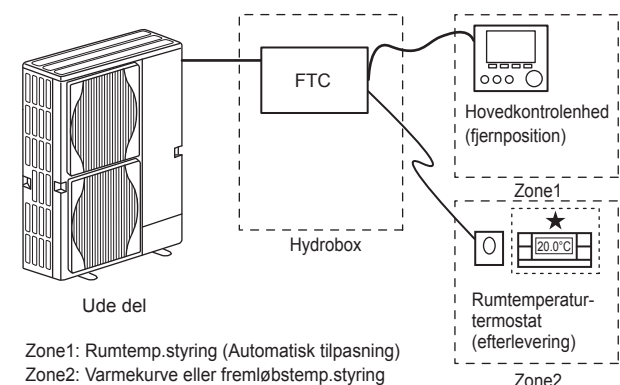 FTC
Hovedkontrolenhed
(fjernposition)
Zone1
Hydrobox
20.0°C
Ude del
Rumtemperatur-
termostat
(efterlevering)
Zone2
Zone1: Rumtemp.styring (Automatisk tilpasning)
Zone2: Varmekurve eller fremløbstemp.styring